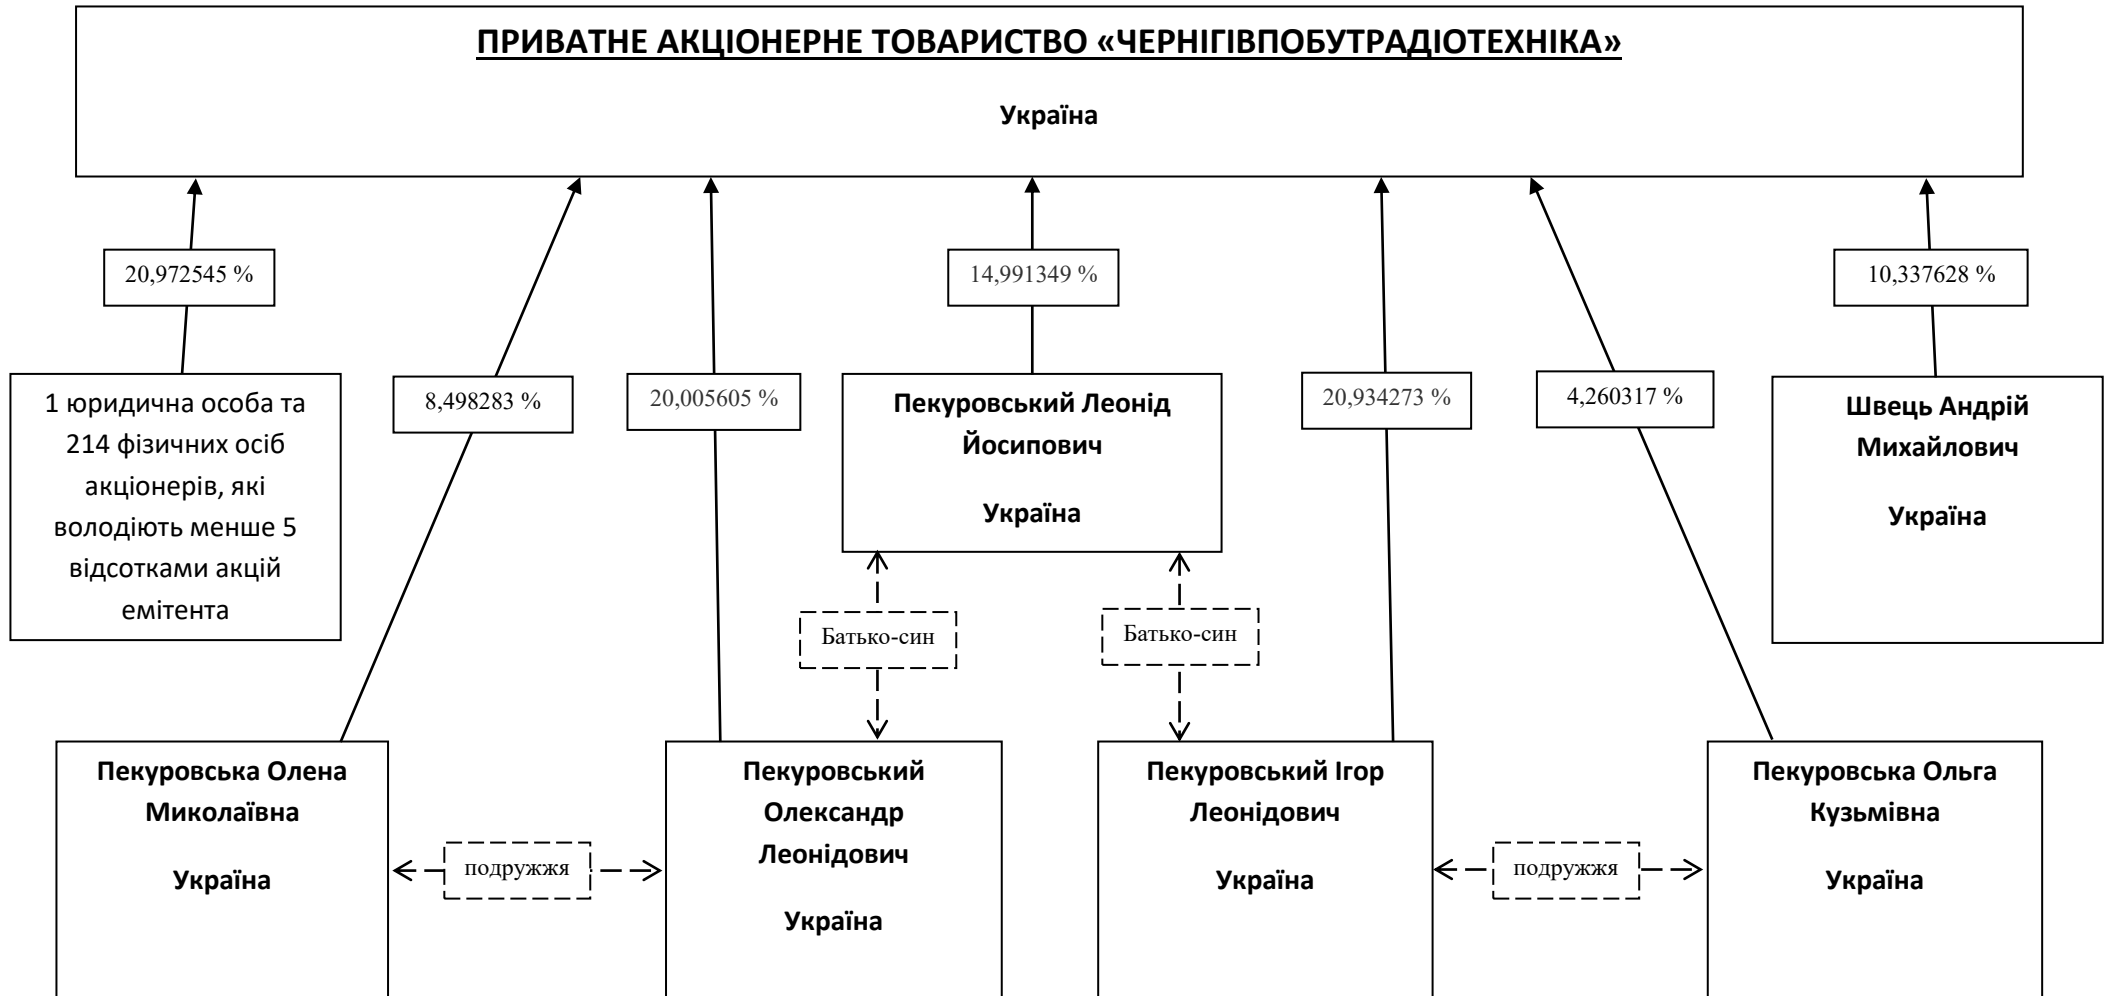 ПРИВАТНЕ АКЦІОНЕРНЕ ТОВАРИСТВО «ЧЕРНІГІВПОБУТРАДІОТЕХНІКА»
Україна
20,972545 %
14,991349 %
10,337628 %
8,498283 %
20,005605 %
20,934273 %
4,260317 %
1 юридична особа та
214 фізичних осіб
акціонерів, які
володіють менше 5
відсотками акцій
емітента
Пекуровський Леонід
Йосипович
Україна
Швець Андрій
Михайлович
Україна
Батько-син
Батько-син
Пекуровська Олена
Миколаївна
Україна
подружжя
Пекуровський
Олександр
Леонідович
Україна
Пекуровський Ігор
Леонідович
Україна
подружжя
Пекуровська Ольга
Кузьмівна
Україна